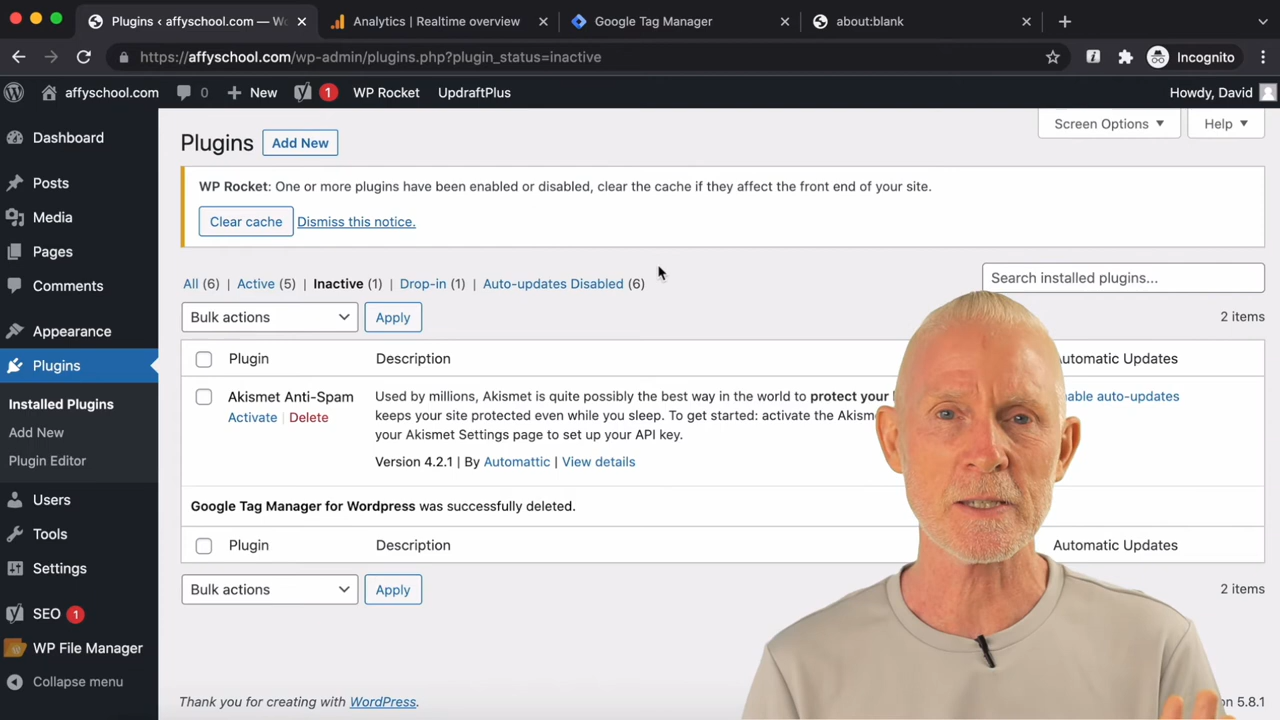 Plugins ‹ affyschool.com — Wo
Analytics | Realtime overview
Google Tag Manager
about:blank
https://affyschool.com/wp-admin/plugins.php?plugin_status=inactive
Incognito
affyschool.com
0
New
1
WP Rocket
UpdraftPlus
Howdy, David
Dashboard
Posts
Media
Pages
Comments
Appearance
Plugins
Installed Plugins
Add New
Plugin Editor
Users
Tools
Settings
SEO 1
WP File Manager
Collapse menu
Screen Options
Help
Plugins
Add New
WP Rocket: One or more plugins have been enabled or disabled, clear the cache if they affect the front end of your site.
Clear cache
Dismiss this notice.
All (6) | Active (5) | Inactive (1) | Drop-in (1) | Auto-updates Disabled (6)
Search installed plugins...
Bulk actions
Apply
2 items
Plugin
Description
Automatic Updates
Akismet Anti-Spam
Activate | Delete
Used by millions, Akismet is quite possibly the best way in the world to protect your
keeps your site protected even while you sleep. To get started: activate the Akism
your Akismet Settings page to set up your API key.
Version 4.2.1 | By Automattic | View details
nable auto-updates
Google Tag Manager for Wordpress was successfully deleted.
Plugin
Description
Automatic Updates
Bulk actions
Apply
2 items
Thank you for creating with WordPress.
on 5.8.1